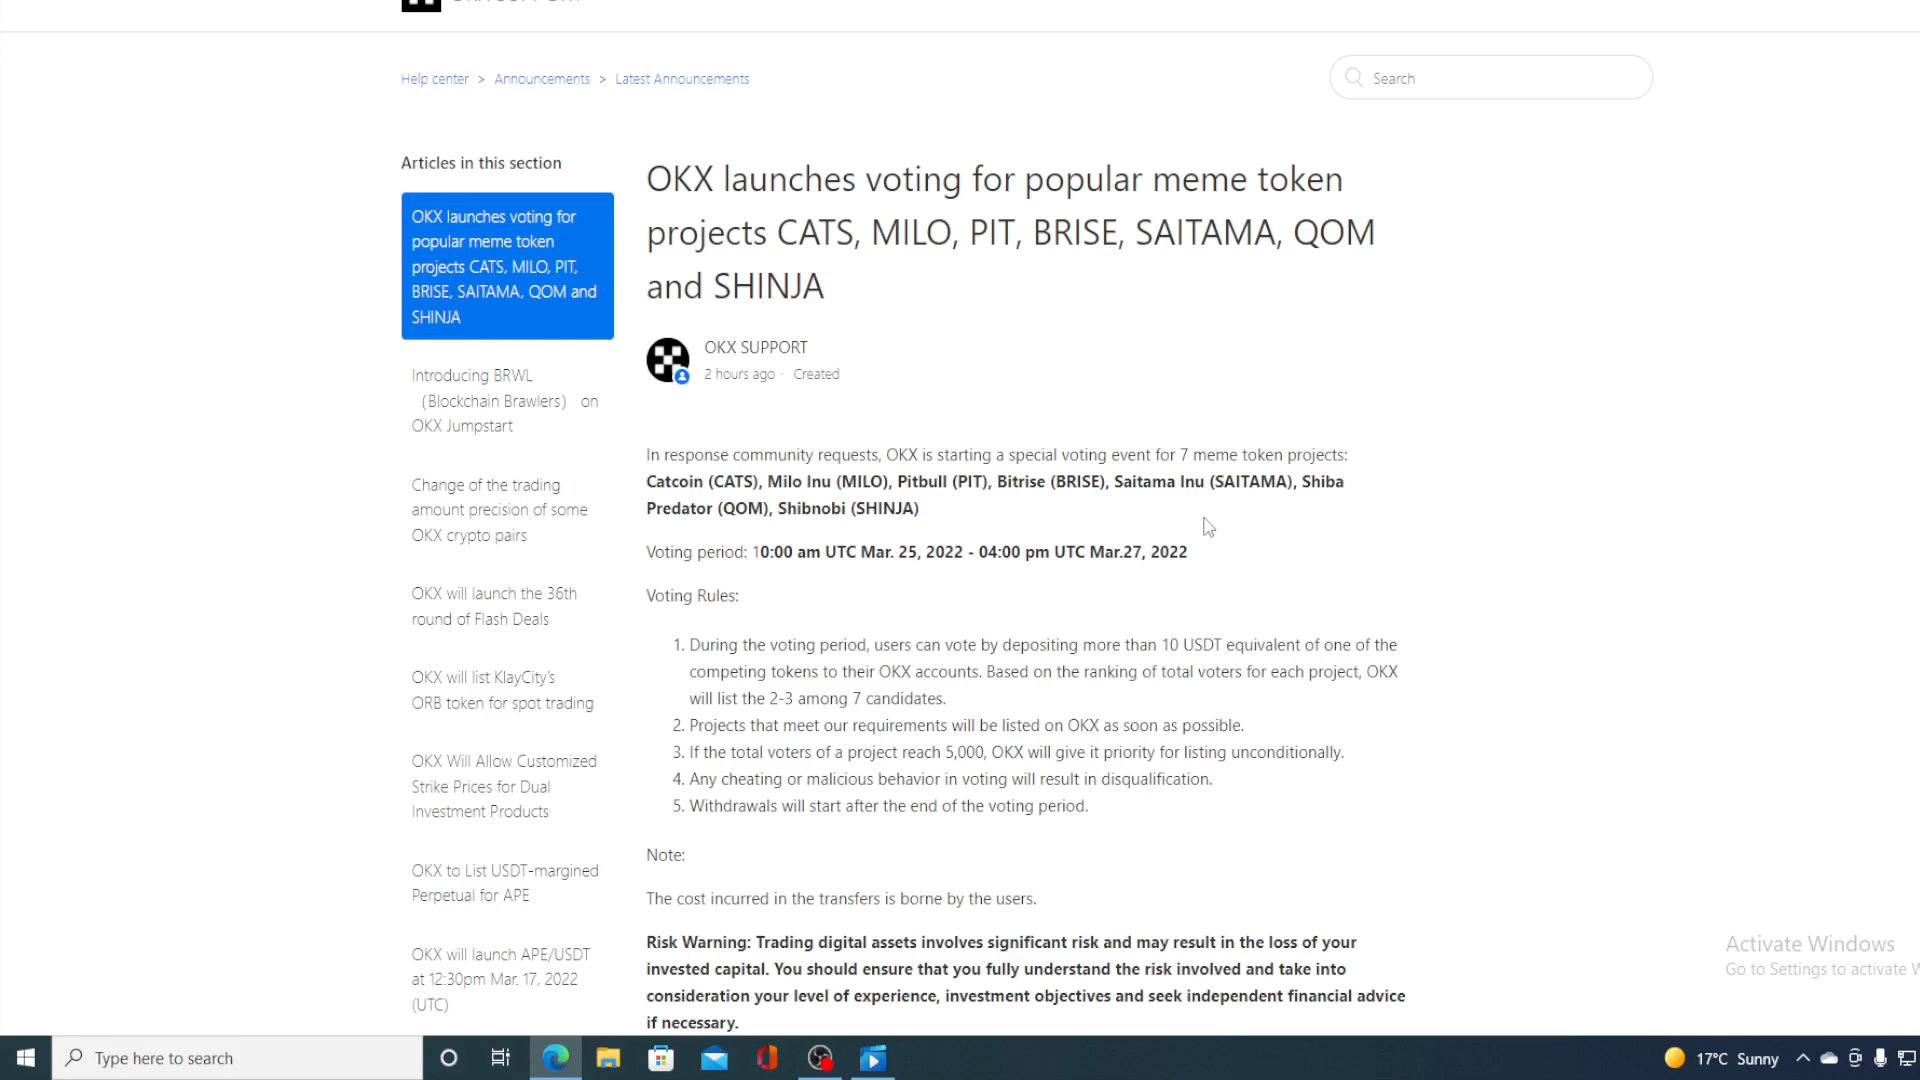 Help center > Announcements > Latest Announcements
Search
Articles in this section
OKX launches voting for
popular meme token
projects CATS, MILO, PIT,
BRISE, SAITAMA, QOM and
SHINJA
Introducing BRWL
（Blockchain Brawlers） on
OKX Jumpstart
Change of the trading
amount precision of some
OKX crypto pairs
OKX will launch the 36th
round of Flash Deals
OKX will list KlayCity's
ORB token for spot trading
OKX Will Allow Customized
Strike Prices for Dual
Investment Products
OKX to List USDT-margined
Perpetual for APE
OKX will launch APE/USDT
at 12:30pm Mar. 17, 2022
(UTC)
OKX launches voting for popular meme token
projects CATS, MILO, PIT, BRISE, SAITAMA, QOM
and SHINJA
OKX SUPPORT
2 hours ago · Created
In response community requests, OKX is starting a special voting event for 7 meme token projects:
Catcoin (CATS), Milo Inu (MILO), Pitbull (PIT), Bitrise (BRISE), Saitama Inu (SAITAMA), Shiba
Predator (QOM), Shibnobi (SHINJA)
Voting period: 10:00 am UTC Mar. 25, 2022 - 04:00 pm UTC Mar.27, 2022
Voting Rules:
1. During the voting period, users can vote by depositing more than 10 USDT equivalent of one of the
competing tokens to their OKX accounts. Based on the ranking of total voters for each project, OKX
will list the 2-3 among 7 candidates.
2. Projects that meet our requirements will be listed on OKX as soon as possible.
3. If the total voters of a project reach 5,000, OKX will give it priority for listing unconditionally.
4. Any cheating or malicious behavior in voting will result in disqualification.
5. Withdrawals will start after the end of the voting period.
Note:
The cost incurred in the transfers is borne by the users.
Risk Warning: Trading digital assets involves significant risk and may result in the loss of your
invested capital. You should ensure that you fully understand the risk involved and take into
consideration your level of experience, investment objectives and seek independent financial advice
if necessary.
Activate Windows
Go to Settings to activate W
Type here to search
17°C Sunny